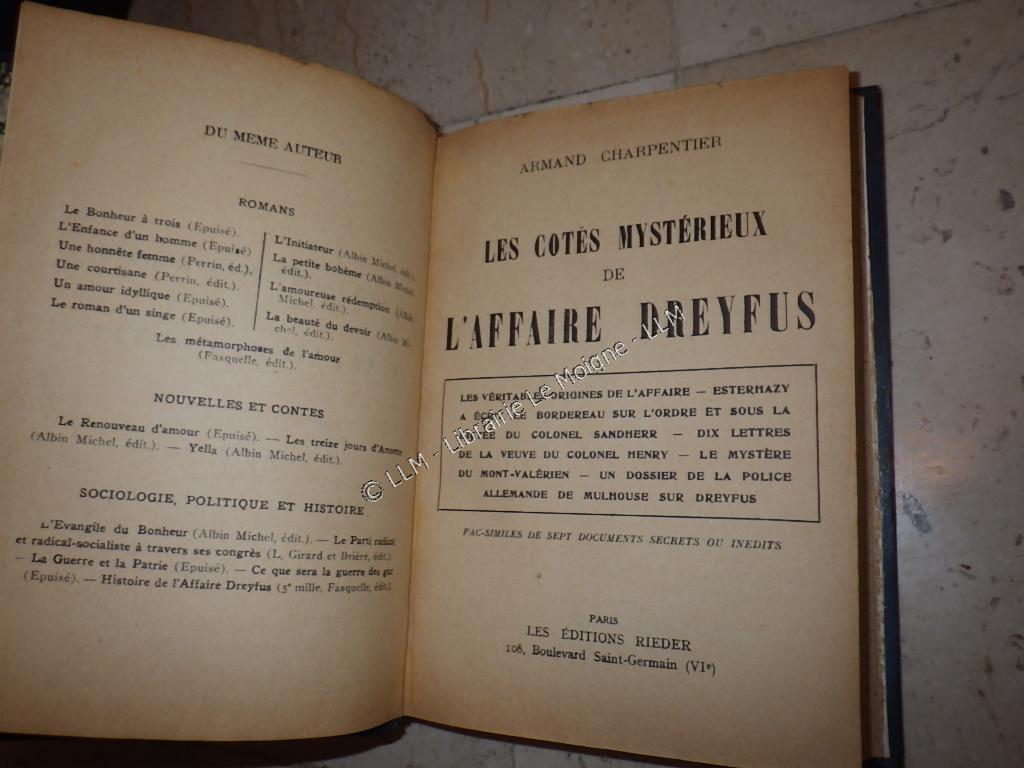 DU MEME AUTEUR
ROMANS
Le Bonheur à trois (Epuisé).
L'Enfance d'un homme (Epuisé)
Une honnête femme (Perrin, éd.),
Une courtisane (Perrin, édit.).
Un amour idyllique (Epuisé).
Le roman d'un singe (Epuisé).
L'Initiateur (Albin Michel, édit.)
La petite bohème (Albin Michel,
édit.).
L'amoureuse rédemption (Albin
Michel, édit.).
La beauté du devoir (Albin Mi-
chel, édit.).
Les métamorphoses de l'amour
(Fasquelle, édit.).
NOUVELLES ET CONTES
Le Renouveau d'amour (Epuisé). — Les treize jours
(Albin Michel, édit.). — Yella (Albin Michel, édit.).
SOCIOLOGIE, POLITIQUE ET HISTOIRE
L'Evangile du Bonheur (Albin Michel, édit.). — Le Parti radical
et radical-socialiste à travers ses congrès (L. Girard et Brière, édit.).
— La Guerre et la Patrie (Epuisé). — Ce que sera la guerre des gaz
(Epuisé). — Histoire de l'Affaire Dreyfus (5e mille, Fasquelle, édit.).
ARMAND CHARPENTIER
LES COTÉS MYSTÉRIEUX
DE
L'AFFAIRE DREYFUS
LES VÉRITABLES ORIGINES DE L'AFFAIRE — ESTERHAZY
A ÉCRIT LE BORDEREAU SUR L'ORDRE ET SOUS LA
DICTÉE DU COLONEL SANDHERR — DIX LETTRES
DE LA VEUVE DU COLONEL HENRY — LE MYSTÈRE
DU MONT-VALÉRIEN — UN DOSSIER DE LA POLICE
ALLEMANDE DE MULHOUSE SUR DREYFUS
FAC-SIMILES DE SEPT DOCUMENTS SECRETS OU INEDITS
PARIS
LES ÉDITIONS RIEDER
108, Boulevard Saint-Germain (VIe)
© LLM - Librairie Le Moigne - LLM